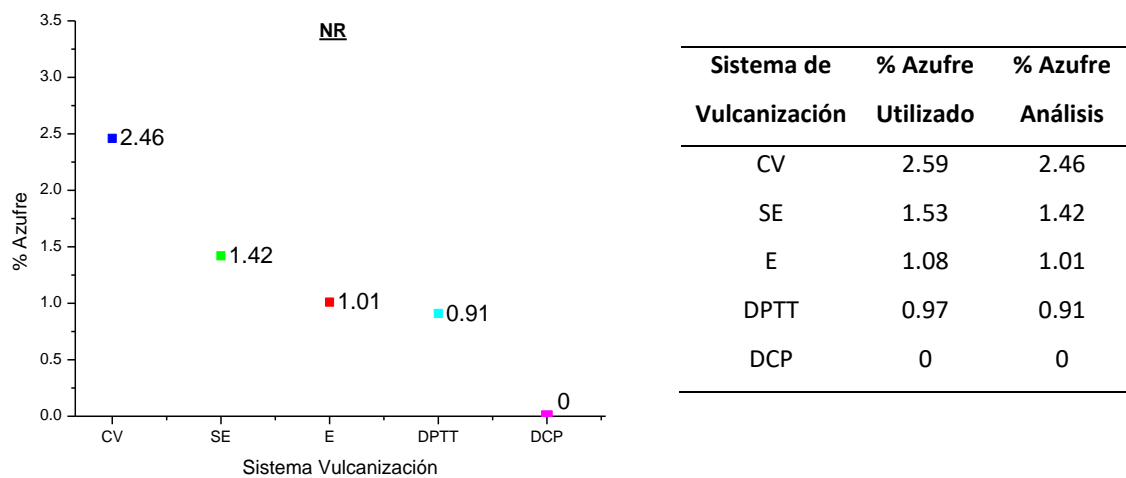 NR
3.5
3.0
2.5
2.0
1.5
1.0
0.5
0.0
% Azufre
2.46
1.42
1.01
0.91
0
CV SE E DPTT DCP
Sistema Vulcanización
Sistema de % Azufre % Azufre
Vulcanización Utilizado Análisis
CV 2.59 2.46
SE 1.53 1.42
E 1.08 1.01
DPTT 0.97 0.91
DCP 0 0